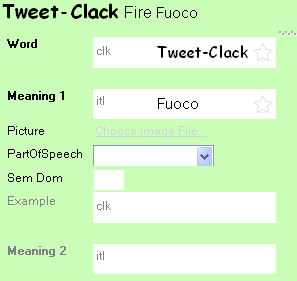 Tweet-Clack Fire Fuoco
Word clk Tweet-Clack
Meaning 1 itl Fuoco
Picture Choose Image File...
PartOfSpeech
Sem Dom
Example clk
Meaning 2 itl